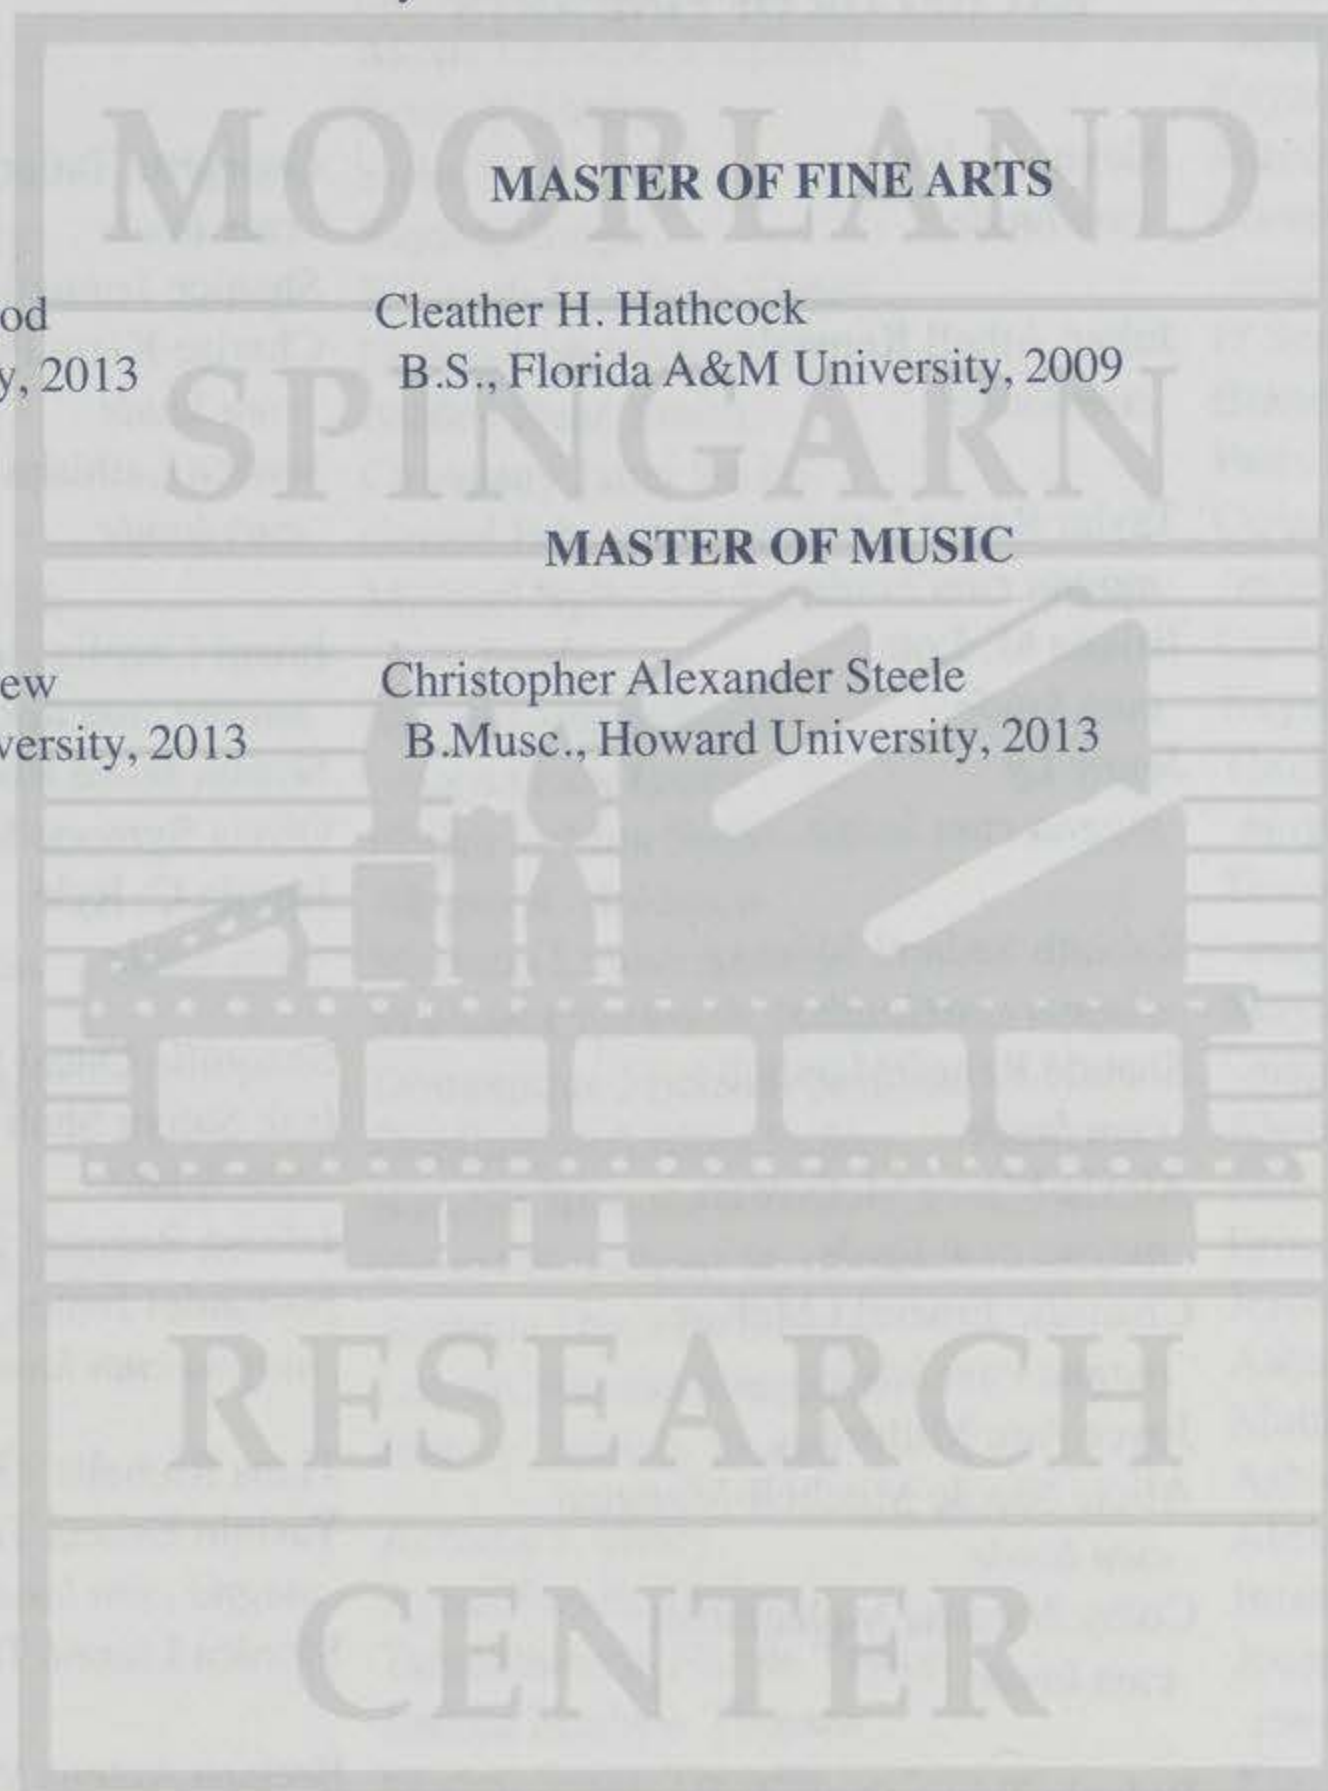 MOORLAND
MASTER OF FINE ARTS
od
Cleather H. Hathcock
y, 2013
B.S., Florida A&M University, 2009
SPINGARN
MASTER OF MUSIC
ew
Christopher Alexander Steele
versity, 2013
B.Musc., Howard University, 2013
RESEARCH
CENTER